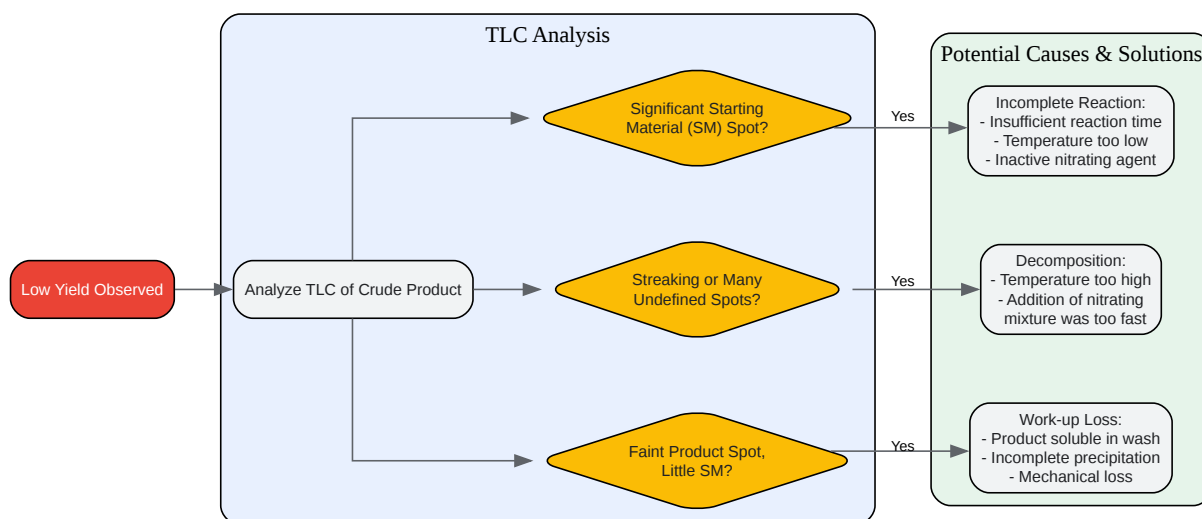 TLC Analysis
Potential Causes & Solutions
Low Yield Observed
Analyze TLC of Crude Product
Significant Starting
Material (SM) Spot?
Yes
Incomplete Reaction:
- Insufficient reaction time
- Temperature too low
- Inactive nitrating agent
Streaking or Many
Undefined Spots?
Yes
Decomposition:
- Temperature too high
- Addition of nitrating
mixture was too fast
Faint Product Spot,
Little SM?
Yes
Work-up Loss:
- Product soluble in wash
- Incomplete precipitation
- Mechanical loss